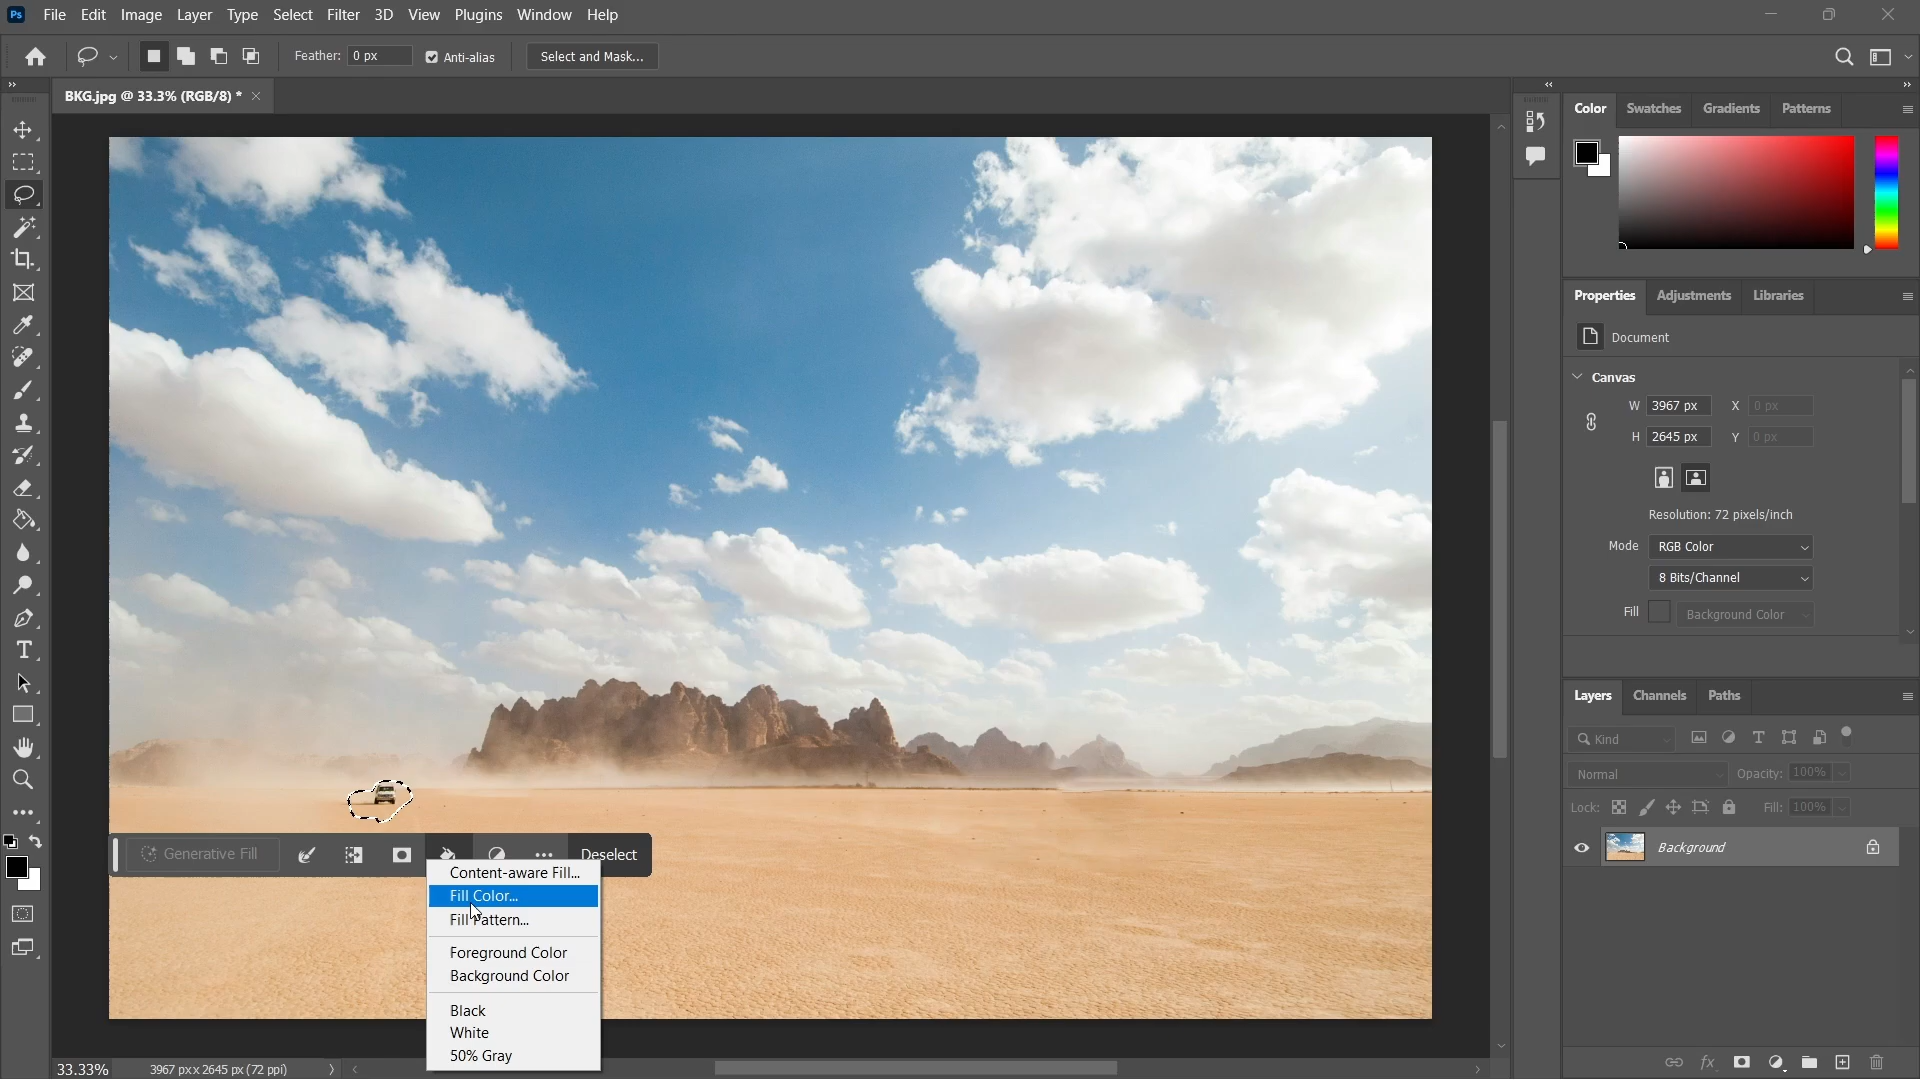 Ps File Edit Image Layer Type Select Filter 3D View Plugins Window Help
Feather: 0 px Anti-alias Select and Mask...
BKG.jpg @ 33.3% (RGB/8) * ×
Generative Fill Deselect
Content-aware Fill...
Fill Color...
Fill Pattern...
Foreground Color
Background Color
Black
White
50% Gray
33.33% 3967 px x 2645 px (72 ppi)
Color Swatches Gradients Patterns
Properties Adjustments Libraries
Document
Canvas
W 3967 px X 0 px
H 2645 px Y 0 px
Resolution: 72 pixels/inch
Mode RGB Color
8 Bits/Channel
Fill Background Color
Layers Channels Paths
Kind
Normal Opacity: 100%
Lock: Fill: 100%
Background
fx